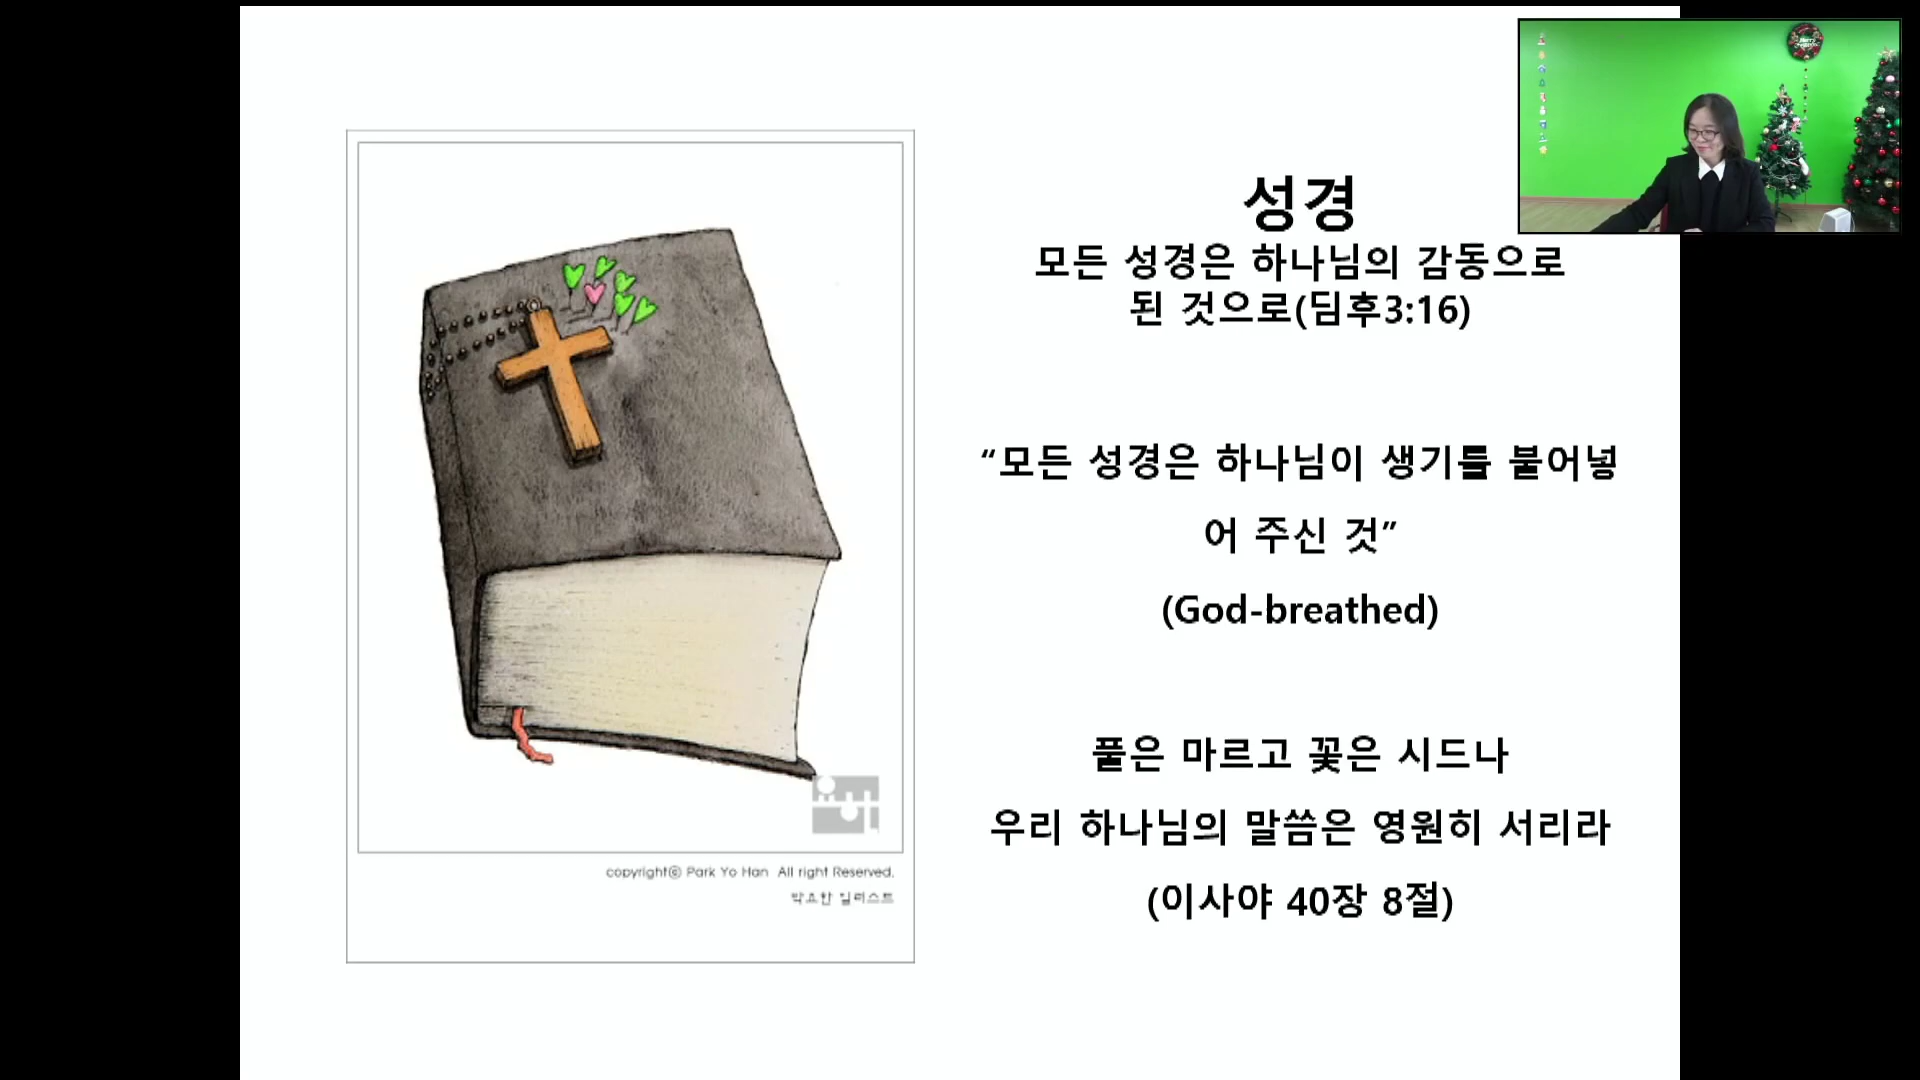 성경
모든 성경은 하나님의 감동으로
된 것으로(딤후3:16)
“모든 성경은 하나님이 생기를 불어넣
어 주신 것”
(God-breathed)
풀은 마르고 꽃은 시드나
우리 하나님의 말씀은 영원히 서리라
(이사야 40장 8절)
copyrightⓒ Park Yo Han All right Reserved.
박요한 일러스트